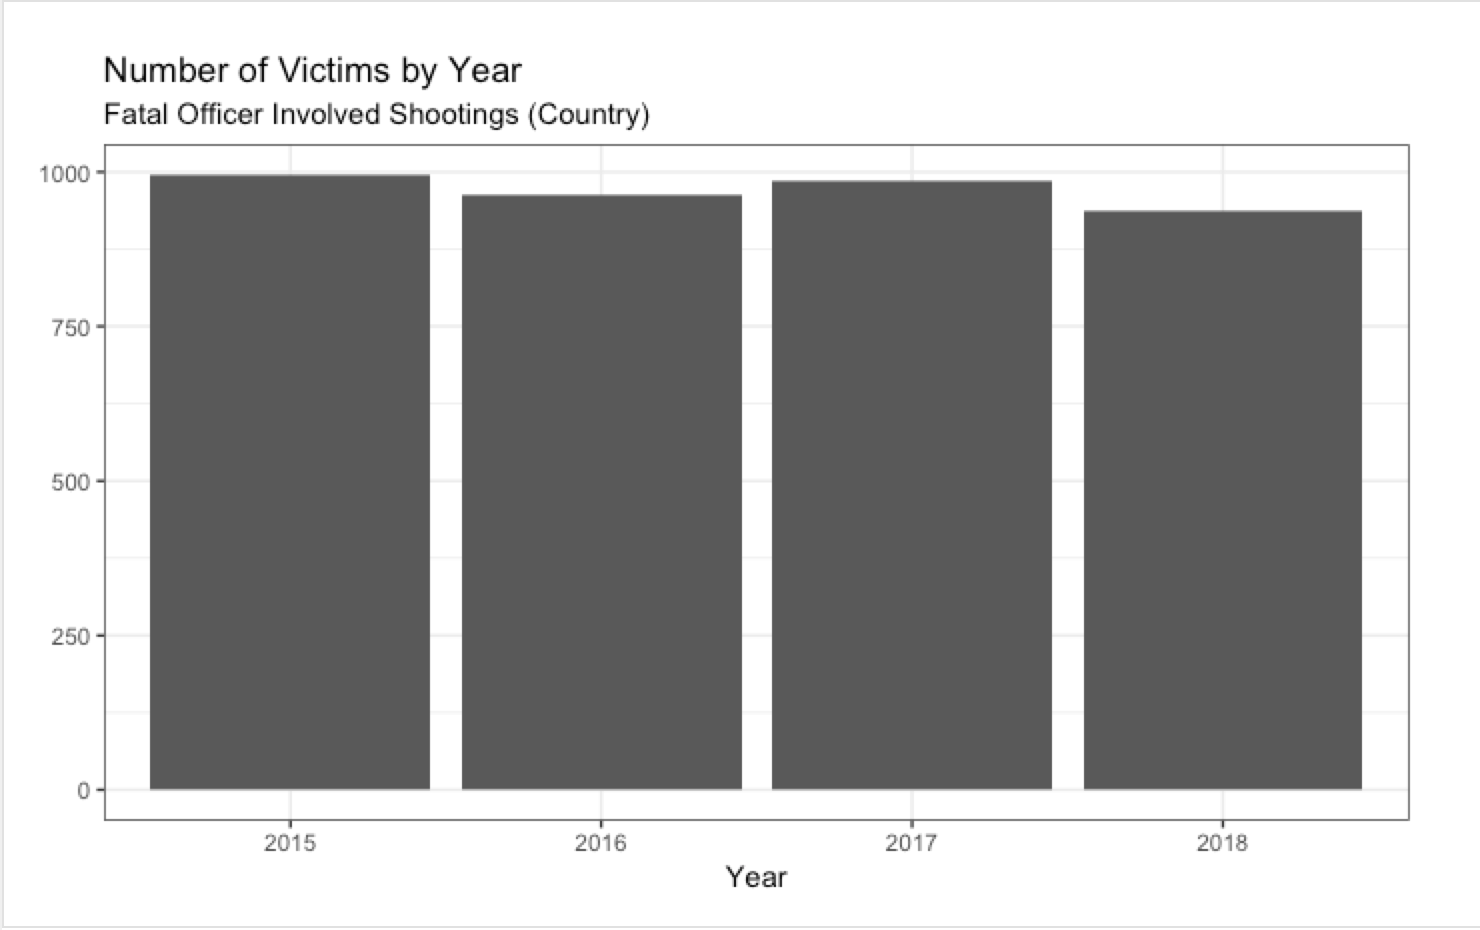 Number of Victims by Year
Fatal Officer Involved Shootings (Country)
1000
750
500
250
0
2015 2016 2017 2018
Year